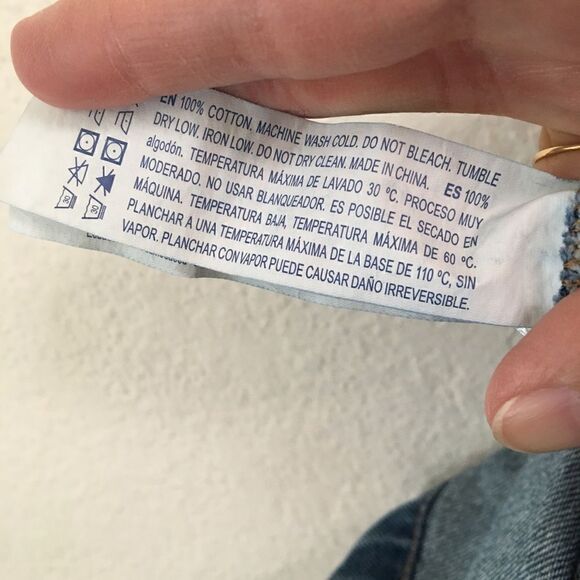 EN 100% COTTON. MACHINE WASH COLD. DO NOT BLEACH. TUMBLE
DRY LOW. IRON LOW. DO NOT DRY CLEAN. MADE IN CHINA. ES 100%
algodón. TEMPERATURA MÁXIMA DE LAVADO 30 ºC. PROCESO MUY
MODERADO. NO USAR BLANQUEADOR. ES POSIBLE EL SECADO EN
MÁQUINA. TEMPERATURA BAJA, TEMPERATURA MÁXIMA DE 60 ºC.
PLANCHAR A UNA TEMPERATURA MÁXIMA DE LA BASE DE 110 ºC, SIN
VAPOR. PLANCHAR CON VAPOR PUEDE CAUSAR DAÑO IRREVERSIBLE.
30
30